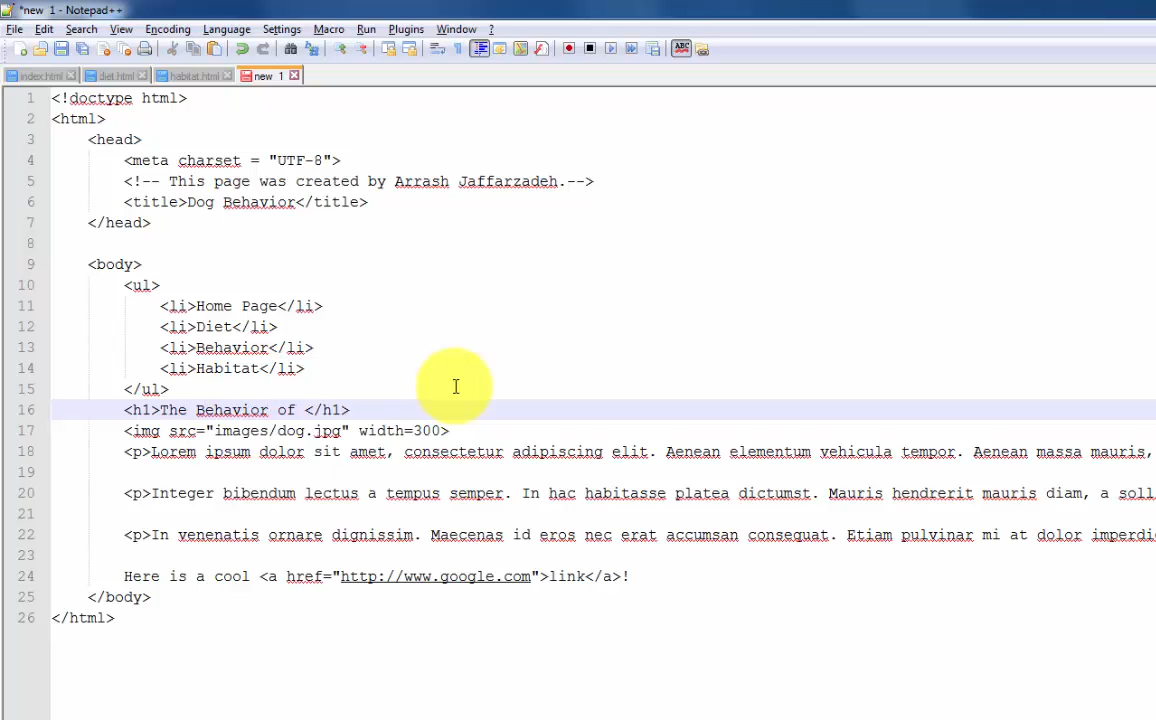 *new 1 - Notepad++
File Edit Search View Encoding Language Settings Macro Run Plugins Window ?
ABC
index.html diet.html habitat.html new 1
1 <!doctype html>
2 <html>
3 <head>
4 <meta charset = "UTF-8">
5 <!-- This page was created by Arrash Jaffarzadeh.-->
6 <title>Dog Behavior</title>
7 </head>
8
9 <body>
10 <ul>
11 <li>Home Page</li>
12 <li>Diet</li>
13 <li>Behavior</li>
14 <li>Habitat</li>
15 </ul>
16 <h1>The Behavior of </h1>
17 <img src="images/dog.jpg" width=300>
18 <p>Lorem ipsum dolor sit amet, consectetur adipiscing elit. Aenean elementum vehicula tempor. Aenean massa mauris,
19
20 <p>Integer bibendum lectus a tempus semper. In hac habitasse platea dictumst. Mauris hendrerit mauris diam, a soll
21
22 <p>In venenatis ornare dignissim. Maecenas id eros nec erat accumsan consequat. Etiam pulvinar mi at dolor imperdi
23
24 Here is a cool <a href="http://www.google.com">link</a>!
25 </body>
26 </html>